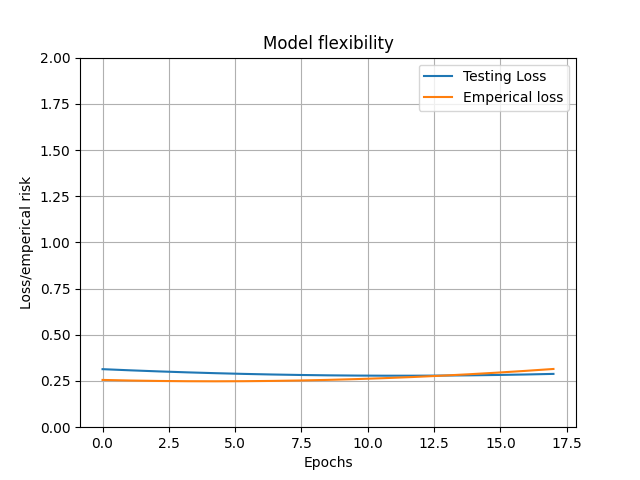 Model flexibility
2.00
1.75
1.50
1.25
1.00
0.75
0.50
0.25
0.00
Loss/emperical risk
Testing Loss
Emperical loss
0.0 2.5 5.0 7.5 10.0 12.5 15.0 17.5
Epochs